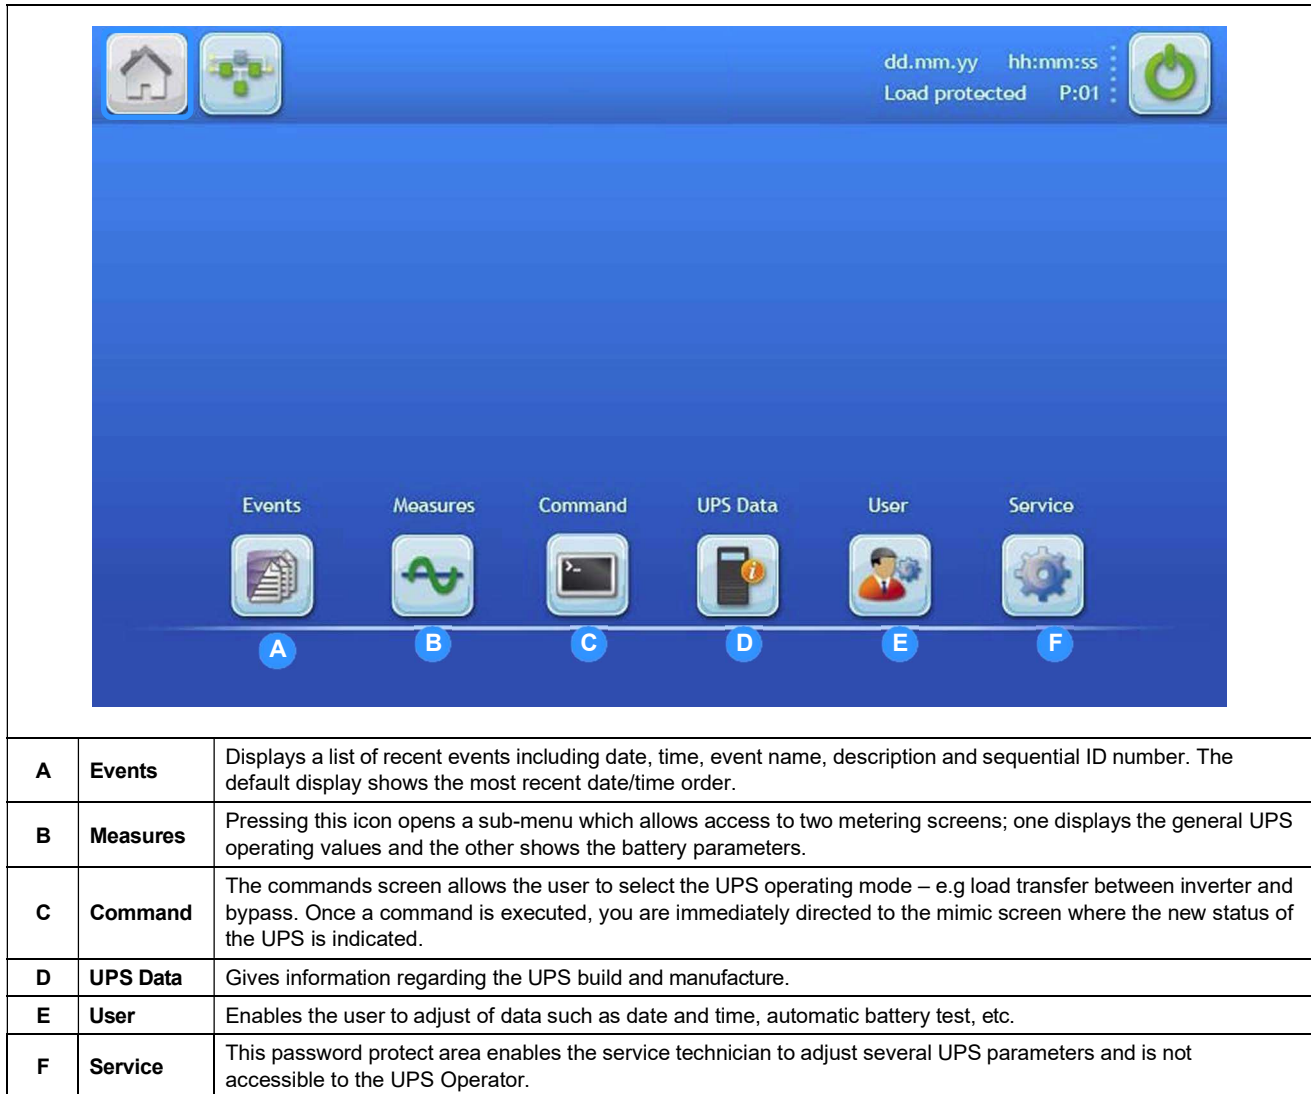 dd.mm.yy hh:mm:ss
Load protected P:01
Events Measures Command UPS Data User Service
>_
i
A B C D E F
A Events Displays a list of recent events including date, time, event name, description and sequential ID number. The
default display shows the most recent date/time order.
B Measures Pressing this icon opens a sub-menu which allows access to two metering screens; one displays the general UPS
operating values and the other shows the battery parameters.
C Command The commands screen allows the user to select the UPS operating mode – e.g load transfer between inverter and
bypass. Once a command is executed, you are immediately directed to the mimic screen where the new status of
the UPS is indicated.
D UPS Data Gives information regarding the UPS build and manufacture.
E User Enables the user to adjust of data such as date and time, automatic battery test, etc.
F Service This password protect area enables the service technician to adjust several UPS parameters and is not
accessible to the UPS Operator.